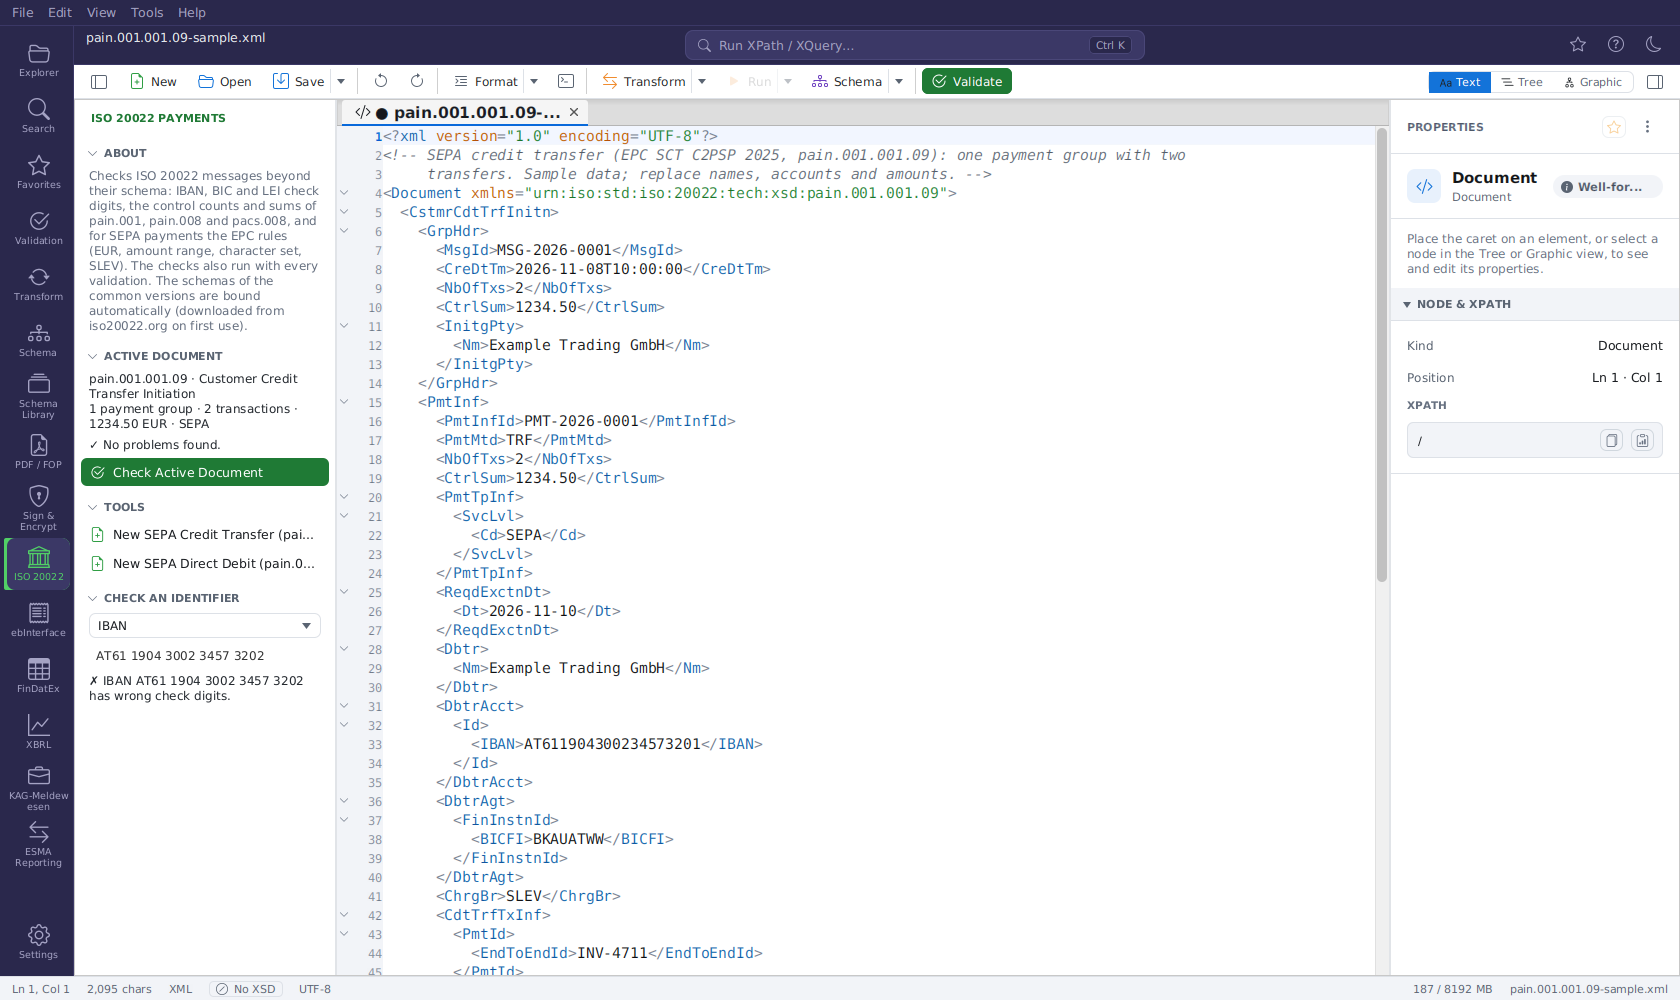 File Edit View Tools Help
pain.001.001.09-sample.xml
Run XPath / XQuery... Ctrl K
New Open Save Format Transform Run Schema Validate Text Tree Graphic
Explorer
Search
Favorites
Validation
Transform
Schema
Schema
Library
PDF / FOP
Sign &
Encrypt
ISO 20022
ebInterface
FinDatEx
XBRL
KAG-Meldew
esen
ESMA
Reporting
Settings
ISO 20022 PAYMENTS
ABOUT
Checks ISO 20022 messages beyond
their schema: IBAN, BIC and LEI check
digits, the control counts and sums of
pain.001, pain.008 and pacs.008, and
for SEPA payments the EPC rules
(EUR, amount range, character set,
SLEV). The checks also run with every
validation. The schemas of the
common versions are bound
automatically (downloaded from
iso20022.org on first use).
ACTIVE DOCUMENT
pain.001.001.09 · Customer Credit
Transfer Initiation
1 payment group · 2 transactions ·
1234.50 EUR · SEPA
✓ No problems found.
Check Active Document
TOOLS
New SEPA Credit Transfer (pai...
New SEPA Direct Debit (pain.0...
CHECK AN IDENTIFIER
IBAN
AT61 1904 3002 3457 3202
✗ IBAN AT61 1904 3002 3457 3202
has wrong check digits.
</> ● pain.001.001.09-... ×
1 <?xml version="1.0" encoding="UTF-8"?>
2 <!-- SEPA credit transfer (EPC SCT C2PSP 2025, pain.001.001.09): one payment group with two
3 transfers. Sample data; replace names, accounts and amounts. -->
4 <Document xmlns="urn:iso:std:iso:20022:tech:xsd:pain.001.001.09">
5 <CstmrCdtTrfInitn>
6 <GrpHdr>
7 <MsgId>MSG-2026-0001</MsgId>
8 <CreDtTm>2026-11-08T10:00:00</CreDtTm>
9 <NbOfTxs>2</NbOfTxs>
10 <CtrlSum>1234.50</CtrlSum>
11 <InitgPty>
12 <Nm>Example Trading GmbH</Nm>
13 </InitgPty>
14 </GrpHdr>
15 <PmtInf>
16 <PmtInfId>PMT-2026-0001</PmtInfId>
17 <PmtMtd>TRF</PmtMtd>
18 <NbOfTxs>2</NbOfTxs>
19 <CtrlSum>1234.50</CtrlSum>
20 <PmtTpInf>
21 <SvcLvl>
22 <Cd>SEPA</Cd>
23 </SvcLvl>
24 </PmtTpInf>
25 <ReqdExctnDt>
26 <Dt>2026-11-10</Dt>
27 </ReqdExctnDt>
28 <Dbtr>
29 <Nm>Example Trading GmbH</Nm>
30 </Dbtr>
31 <DbtrAcct>
32 <Id>
33 <IBAN>AT611904300234573201</IBAN>
34 </Id>
35 </DbtrAcct>
36 <DbtrAgt>
37 <FinInstnId>
38 <BICFI>BKAUATWW</BICFI>
39 </FinInstnId>
40 </DbtrAgt>
41 <ChrgBr>SLEV</ChrgBr>
42 <CdtTrfTxInf>
43 <PmtId>
44 <EndToEndId>INV-4711</EndToEndId>
45 </PmtId>
PROPERTIES
Document
Document
Well-for...
Place the caret on an element, or select a
node in the Tree or Graphic view, to see
and edit its properties.
NODE & XPATH
Kind Document
Position Ln 1 · Col 1
XPATH
/
Ln 1, Col 1 2,095 chars XML No XSD UTF-8 187 / 8192 MB pain.001.001.09-sample.xml